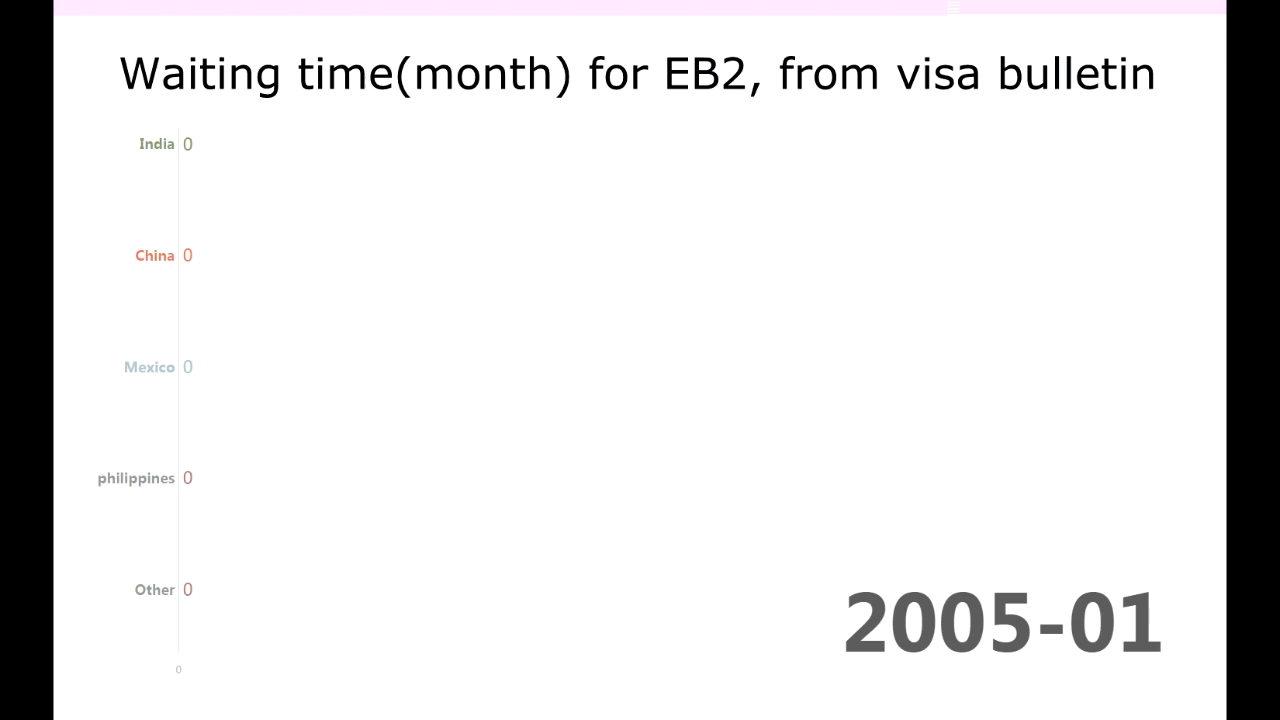 Waiting time(month) for EB2, from visa bulletin
India 0
China 0
Mexico 0
philippines 0
Other 0
2005-01
0